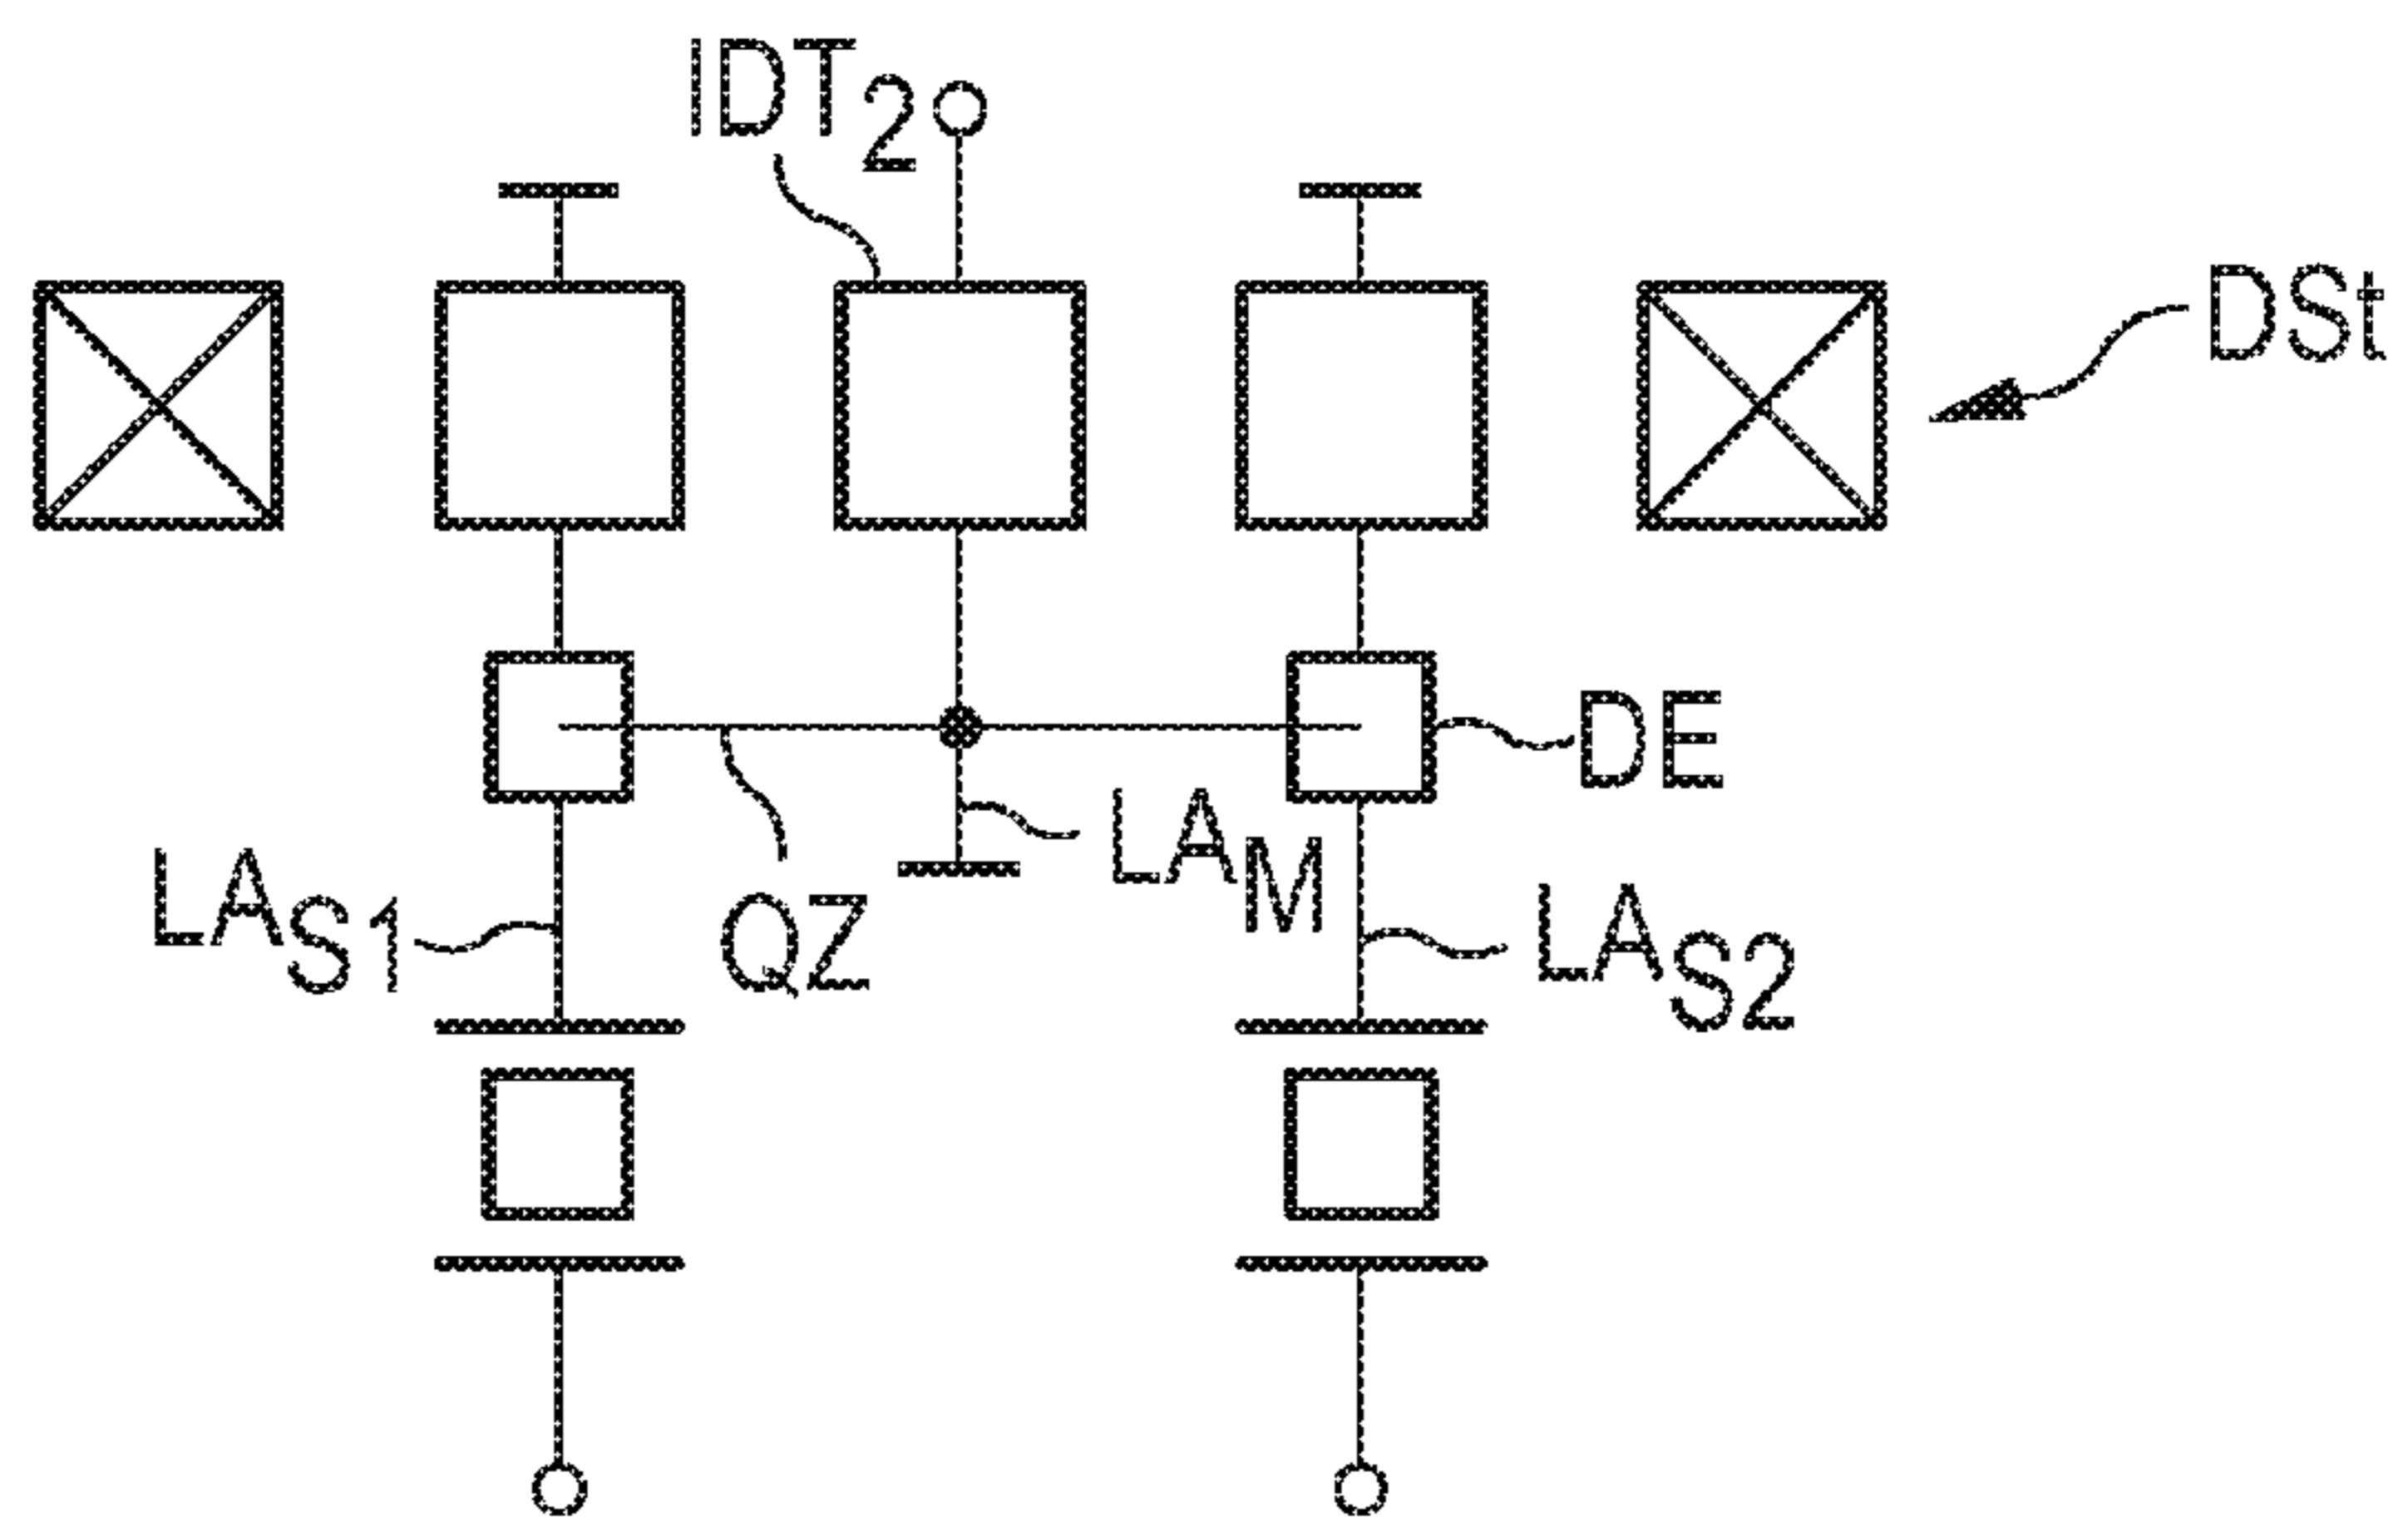 IDT2
DSt
DE
LAM
LAS1
QZ
LAS2